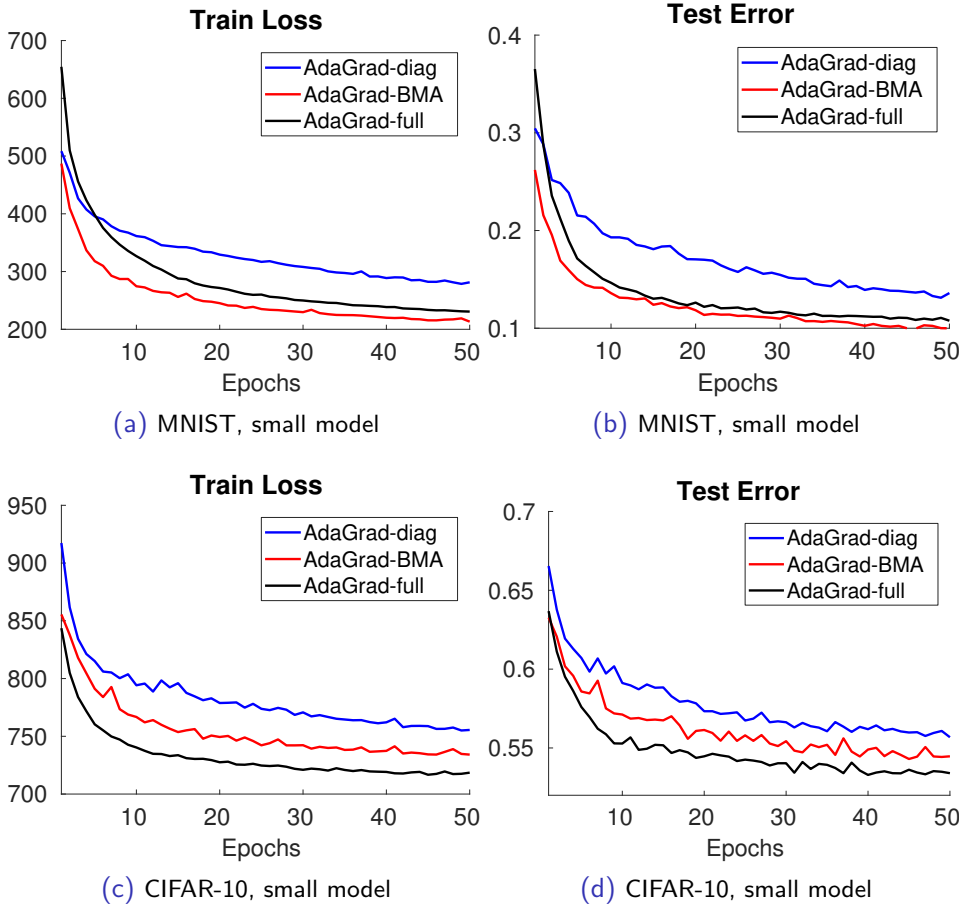 Train Loss
700
600
500
400
300
200
AdaGrad-diag
AdaGrad-BMA
AdaGrad-full
10 20 30 40 50
Epochs
(a) MNIST, small model
Test Error
0.4
0.3
0.2
0.1
AdaGrad-diag
AdaGrad-BMA
AdaGrad-full
10 20 30 40 50
Epochs
(b) MNIST, small model
Train Loss
950
900
850
800
750
700
AdaGrad-diag
AdaGrad-BMA
AdaGrad-full
10 20 30 40 50
Epochs
(c) CIFAR-10, small model
Test Error
0.7
0.65
0.6
0.55
AdaGrad-diag
AdaGrad-BMA
AdaGrad-full
10 20 30 40 50
Epochs
(d) CIFAR-10, small model